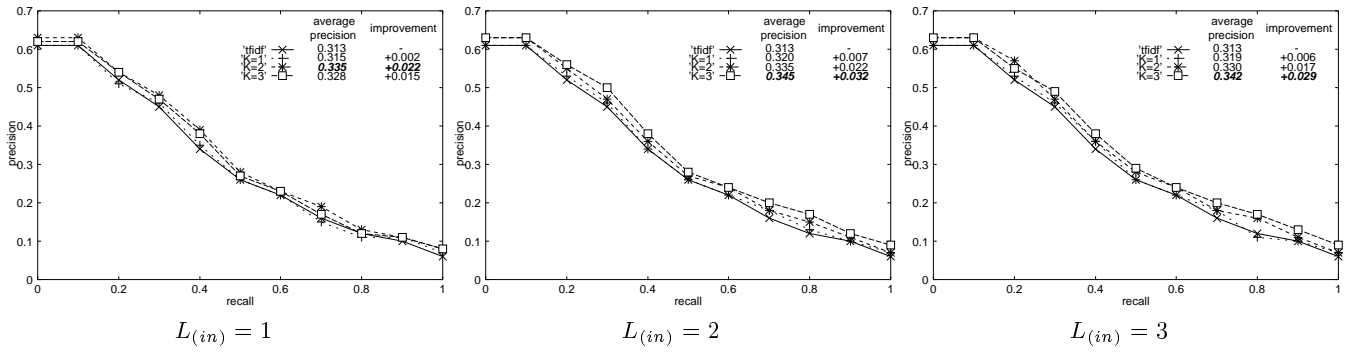 average
precision improvement
'tfidf' 0.313 -
'K=1' 0.315 +0.002
'K=2' 0.335 +0.022
'K=3' 0.328 +0.015
0.7
0.6
0.5
0.4
0.3
0.2
0.1
0
precision
0 0.2 0.4 0.6 0.8 1
recall
L(in) = 1
average
precision improvement
'tfidf' 0.313 -
'K=1' 0.320 +0.007
'K=2' 0.335 +0.022
'K=3' 0.345 +0.032
0.7
0.6
0.5
0.4
0.3
0.2
0.1
0
precision
0 0.2 0.4 0.6 0.8 1
recall
L(in) = 2
average
precision improvement
'tfidf' 0.313 -
'K=1' 0.319 +0.006
'K=2' 0.330 +0.017
'K=3' 0.342 +0.029
0.7
0.6
0.5
0.4
0.3
0.2
0.1
0
precision
0 0.2 0.4 0.6 0.8 1
recall
L(in) = 3